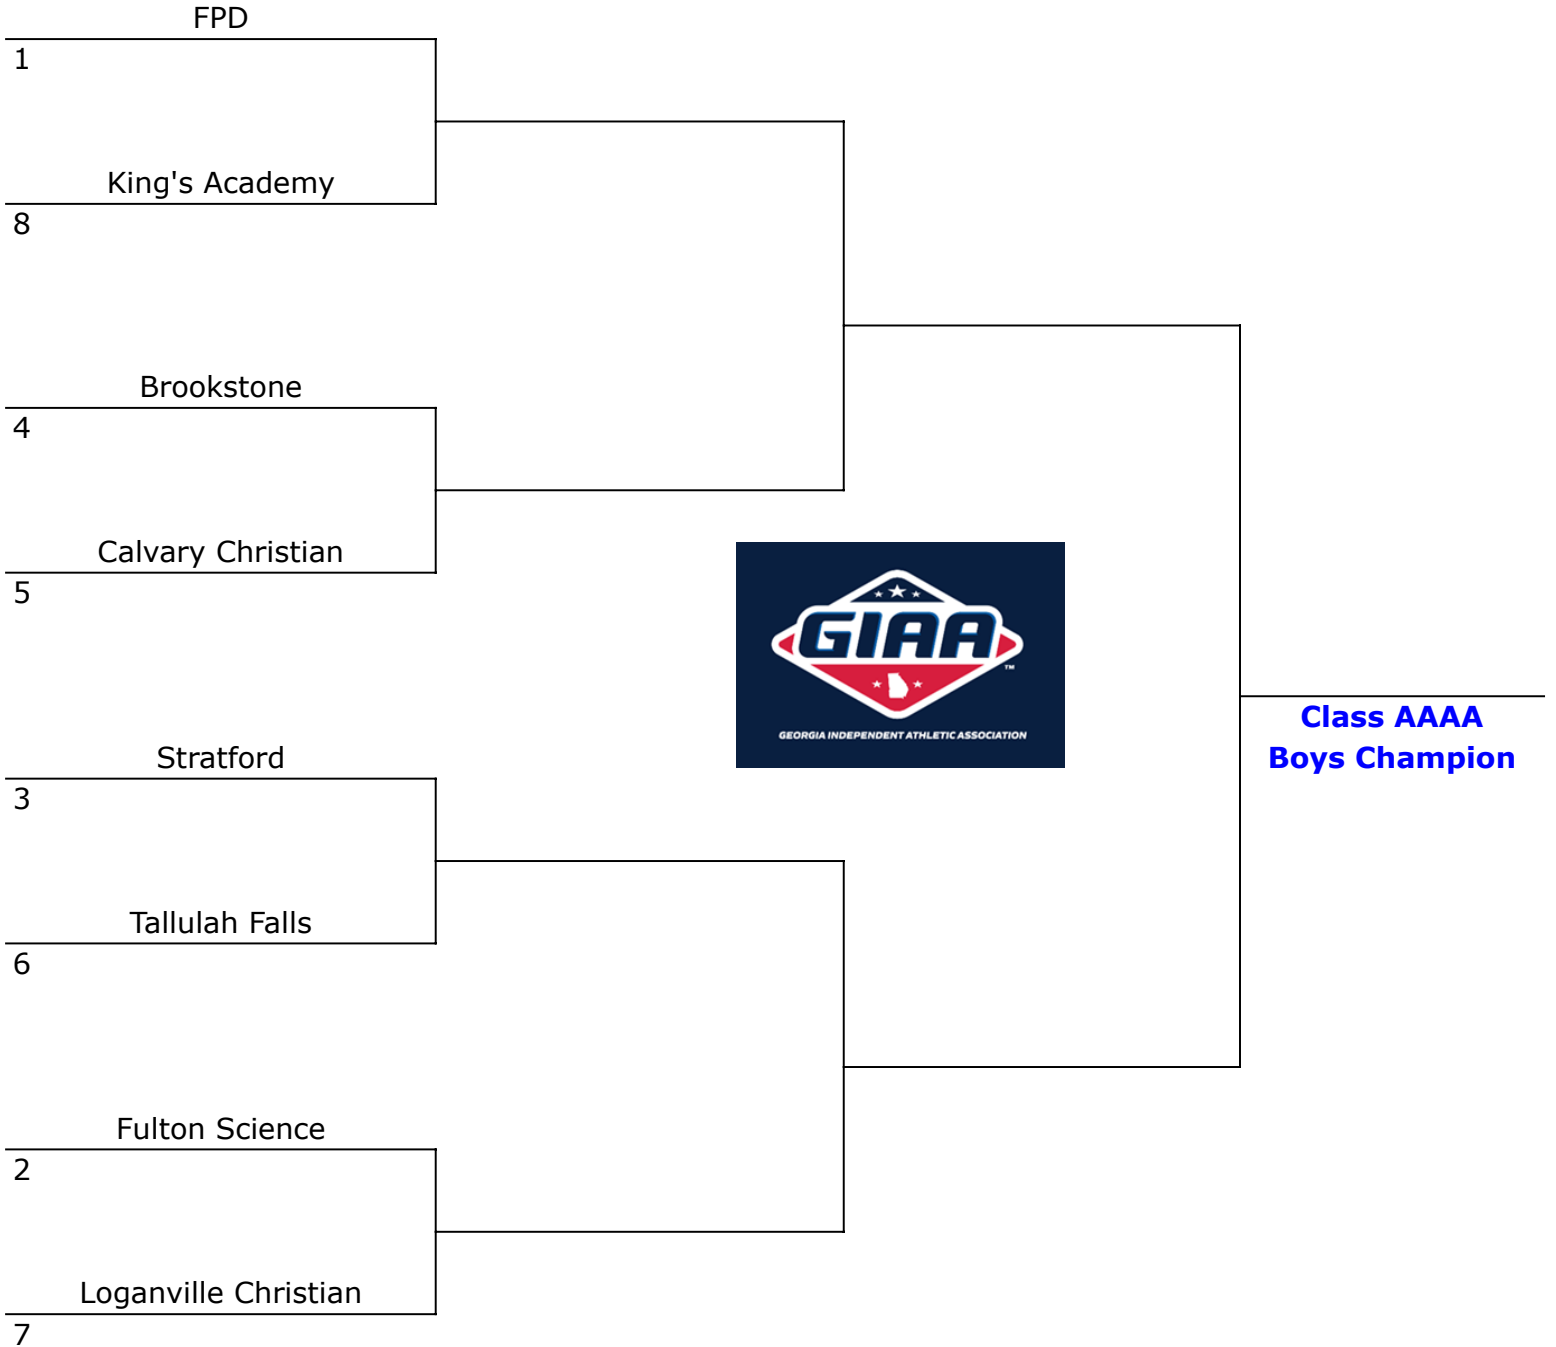 FPD
1
King's Academy
8
Brookstone
4
Calvary Christian
5
GIAA
TM
GEORGIA INDEPENDENT ATHLETIC ASSOCIATION
Class AAAA
Boys Champion
Stratford
3
Tallulah Falls
6
Fulton Science
2
Loganville Christian
7